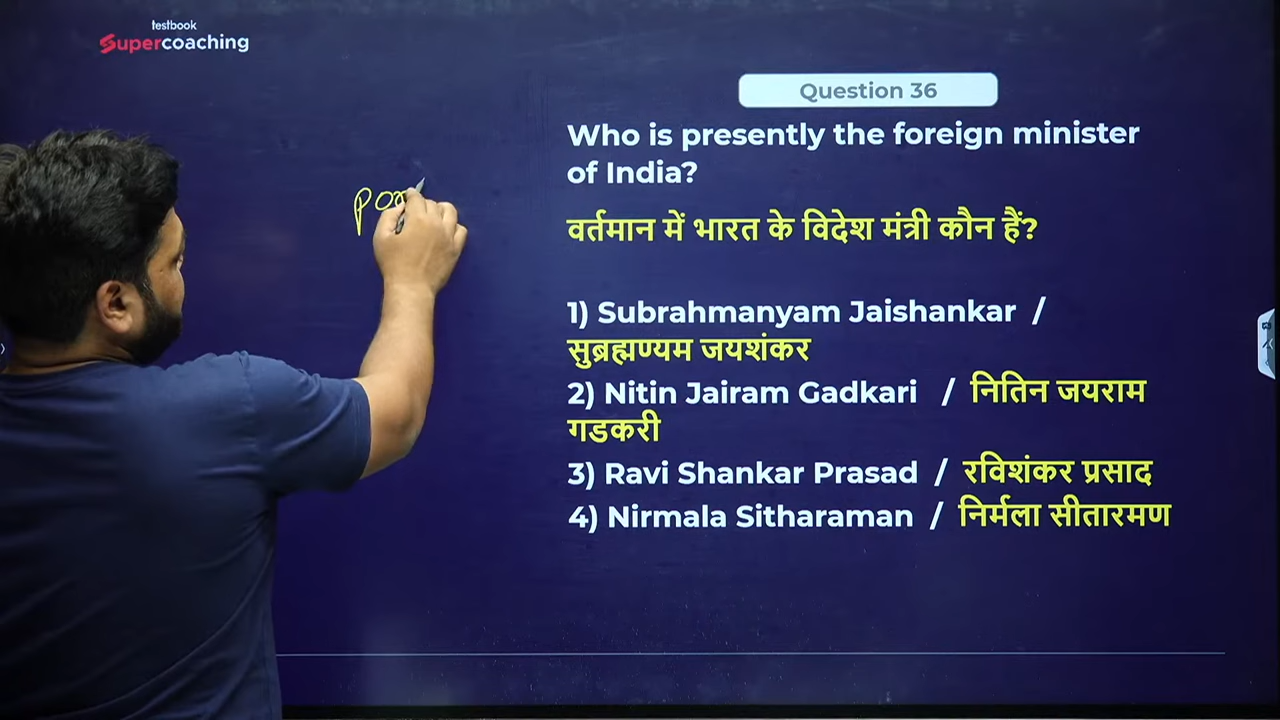 testbook
Supercoaching
Question 36
Who is presently the foreign minister
of India?
वर्तमान में भारत के विदेश मंत्री कौन हैं?
1) Subrahmanyam Jaishankar /
सुब्रह्मण्यम जयशंकर
2) Nitin Jairam Gadkari / नितिन जयराम
गडकरी
3) Ravi Shankar Prasad / रविशंकर प्रसाद
4) Nirmala Sitharaman / निर्मला सीतारमण